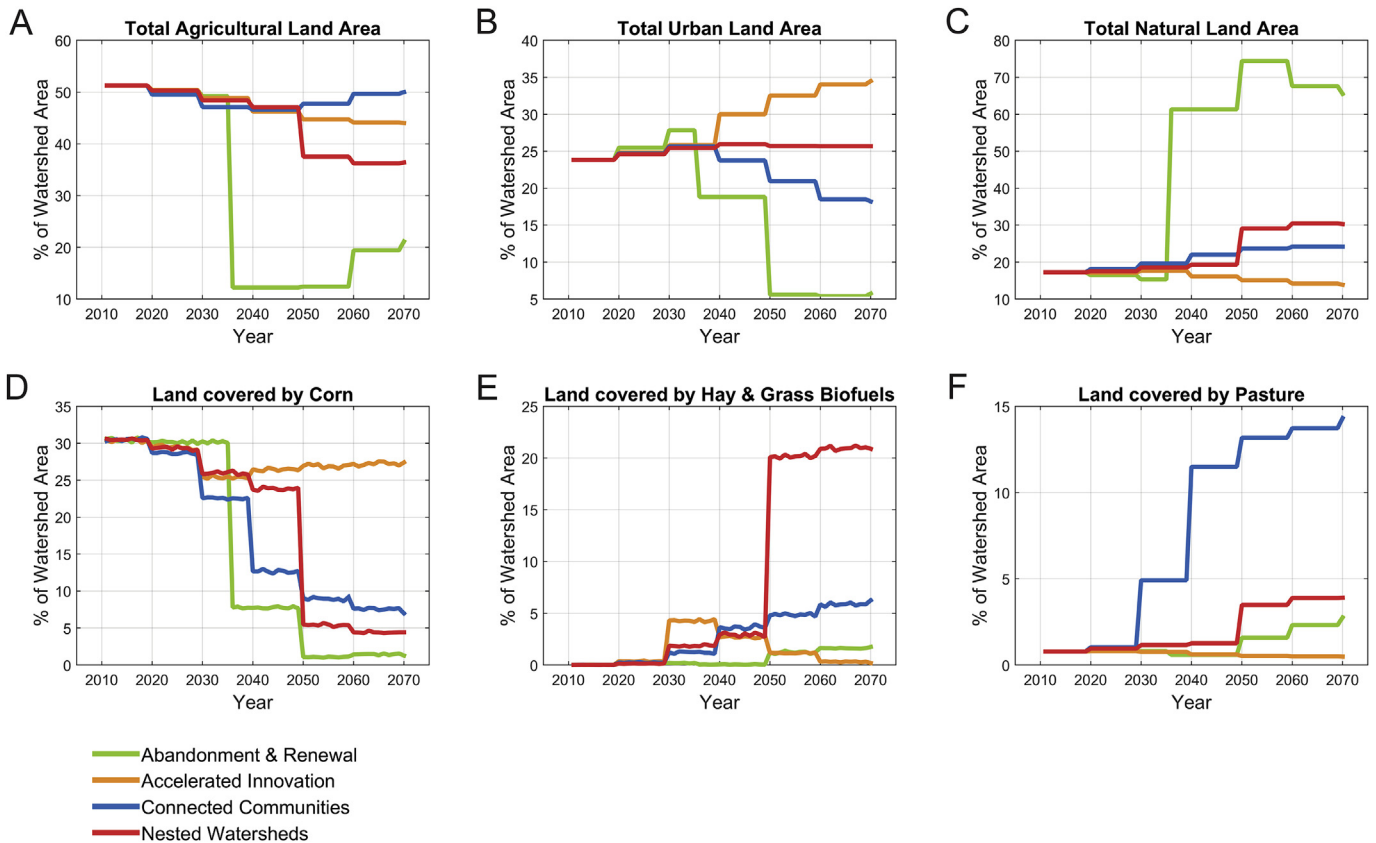 A
Total Agricultural Land Area
% of Watershed Area
60
50
40
30
20
10
2010 2020 2030 2040 2050 2060 2070
Year
B
Total Urban Land Area
% of Watershed Area
40
35
30
25
20
15
10
5
2010 2020 2030 2040 2050 2060 2070
Year
C
Total Natural Land Area
% of Watershed Area
80
70
60
50
40
30
20
10
2010 2020 2030 2040 2050 2060 2070
Year
D
Land covered by Corn
% of Watershed Area
35
30
25
20
15
10
5
0
2010 2020 2030 2040 2050 2060 2070
Year
E
Land covered by Hay & Grass Biofuels
% of Watershed Area
25
20
15
10
5
0
2010 2020 2030 2040 2050 2060 2070
Year
F
Land covered by Pasture
% of Watershed Area
15
10
5
0
2010 2020 2030 2040 2050 2060 2070
Year
Abandonment & Renewal
Accelerated Innovation
Connected Communities
Nested Watersheds